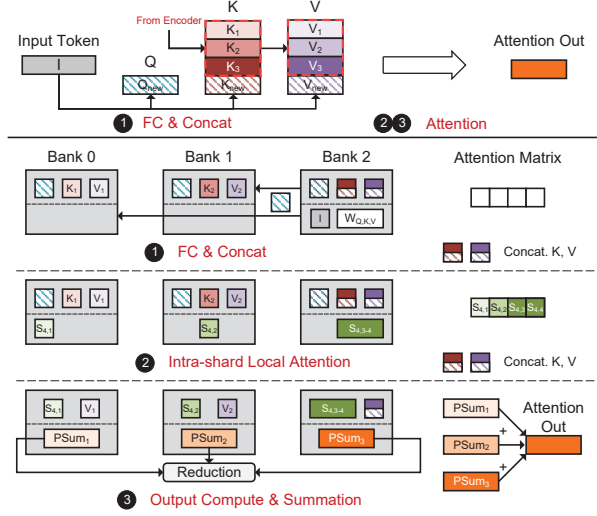 K V
From Encoder
Input Token Q K1 V1 Attention Out
I K2 V2
K3 V3
Qnew Knew Vnew
1 FC & Concat 2 3 Attention
Bank 0 Bank 1 Bank 2 Attention Matrix
K1 V1 K2 V2
I WQ,K,V
1 FC & Concat Concat. K, V
K1 V1 K2 V2
S4,1 S4,2 S4,3-4 S4,1 S4,2 S4,3 S4,4
2 Intra-shard Local Attention Concat. K, V
S4,1 V1 S4,2 V2 S4,3-4 PSum1 Attention
Out
PSum1 PSum2 PSum3 + PSum2
Reduction +
PSum3
3 Output Compute & Summation